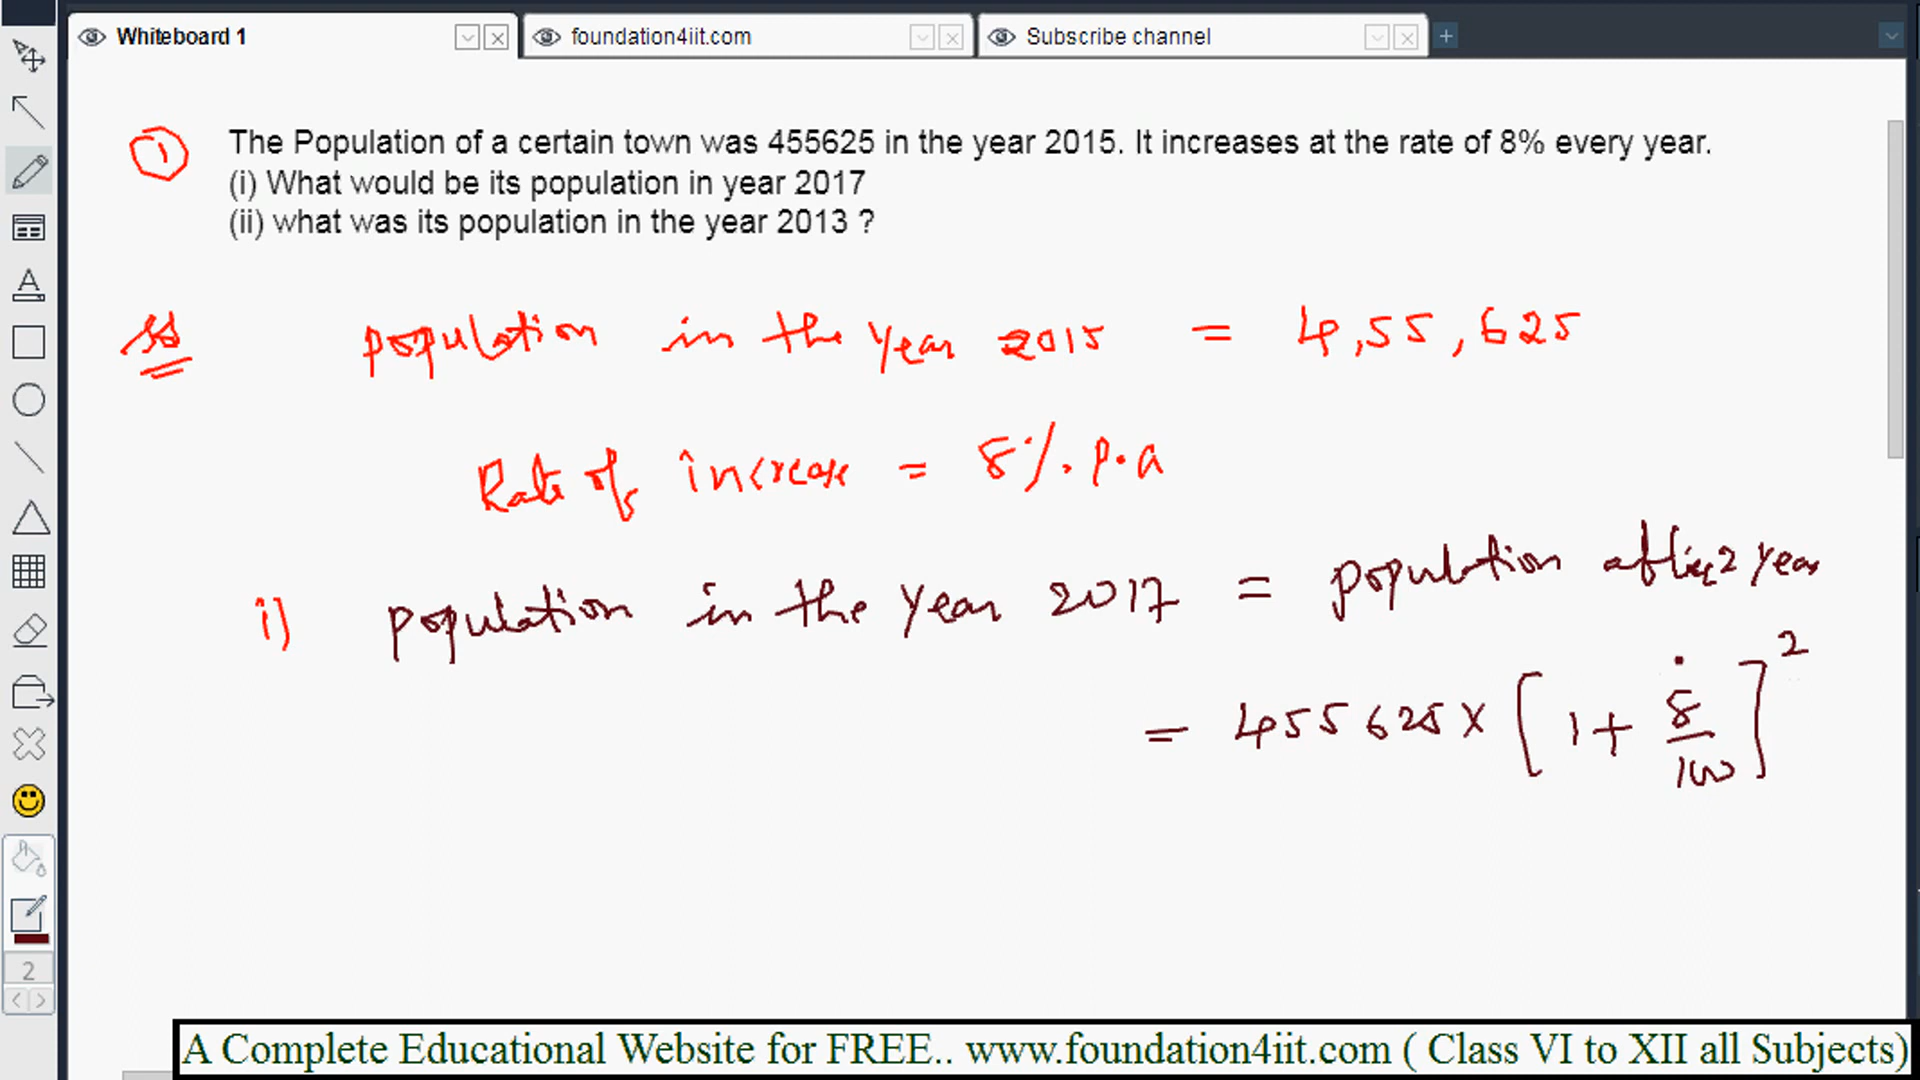 Whiteboard 1 foundation4iit.com Subscribe channel
1 The Population of a certain town was 455625 in the year 2015. It increases at the rate of 8% every year.
(i) What would be its population in year 2017
(ii) what was its population in the year 2013 ?
population in the year 2015 = 4,55,625
Rate of increase = 8%. P.a
i) population in the year 2017 = population after 2 year
= 455625 x [1 + 8/100]²
2
A Complete Educational Website for FREE.. www.foundation4iit.com ( Class VI to XII all Subjects)